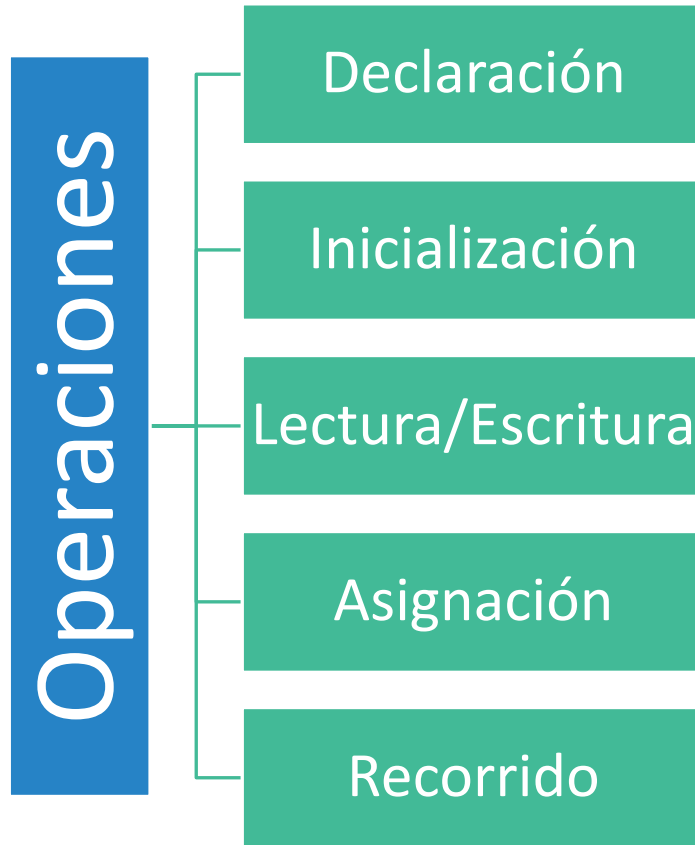 Operaciones
Declaración
Inicialización
Lectura/Escritura
Asignación
Recorrido